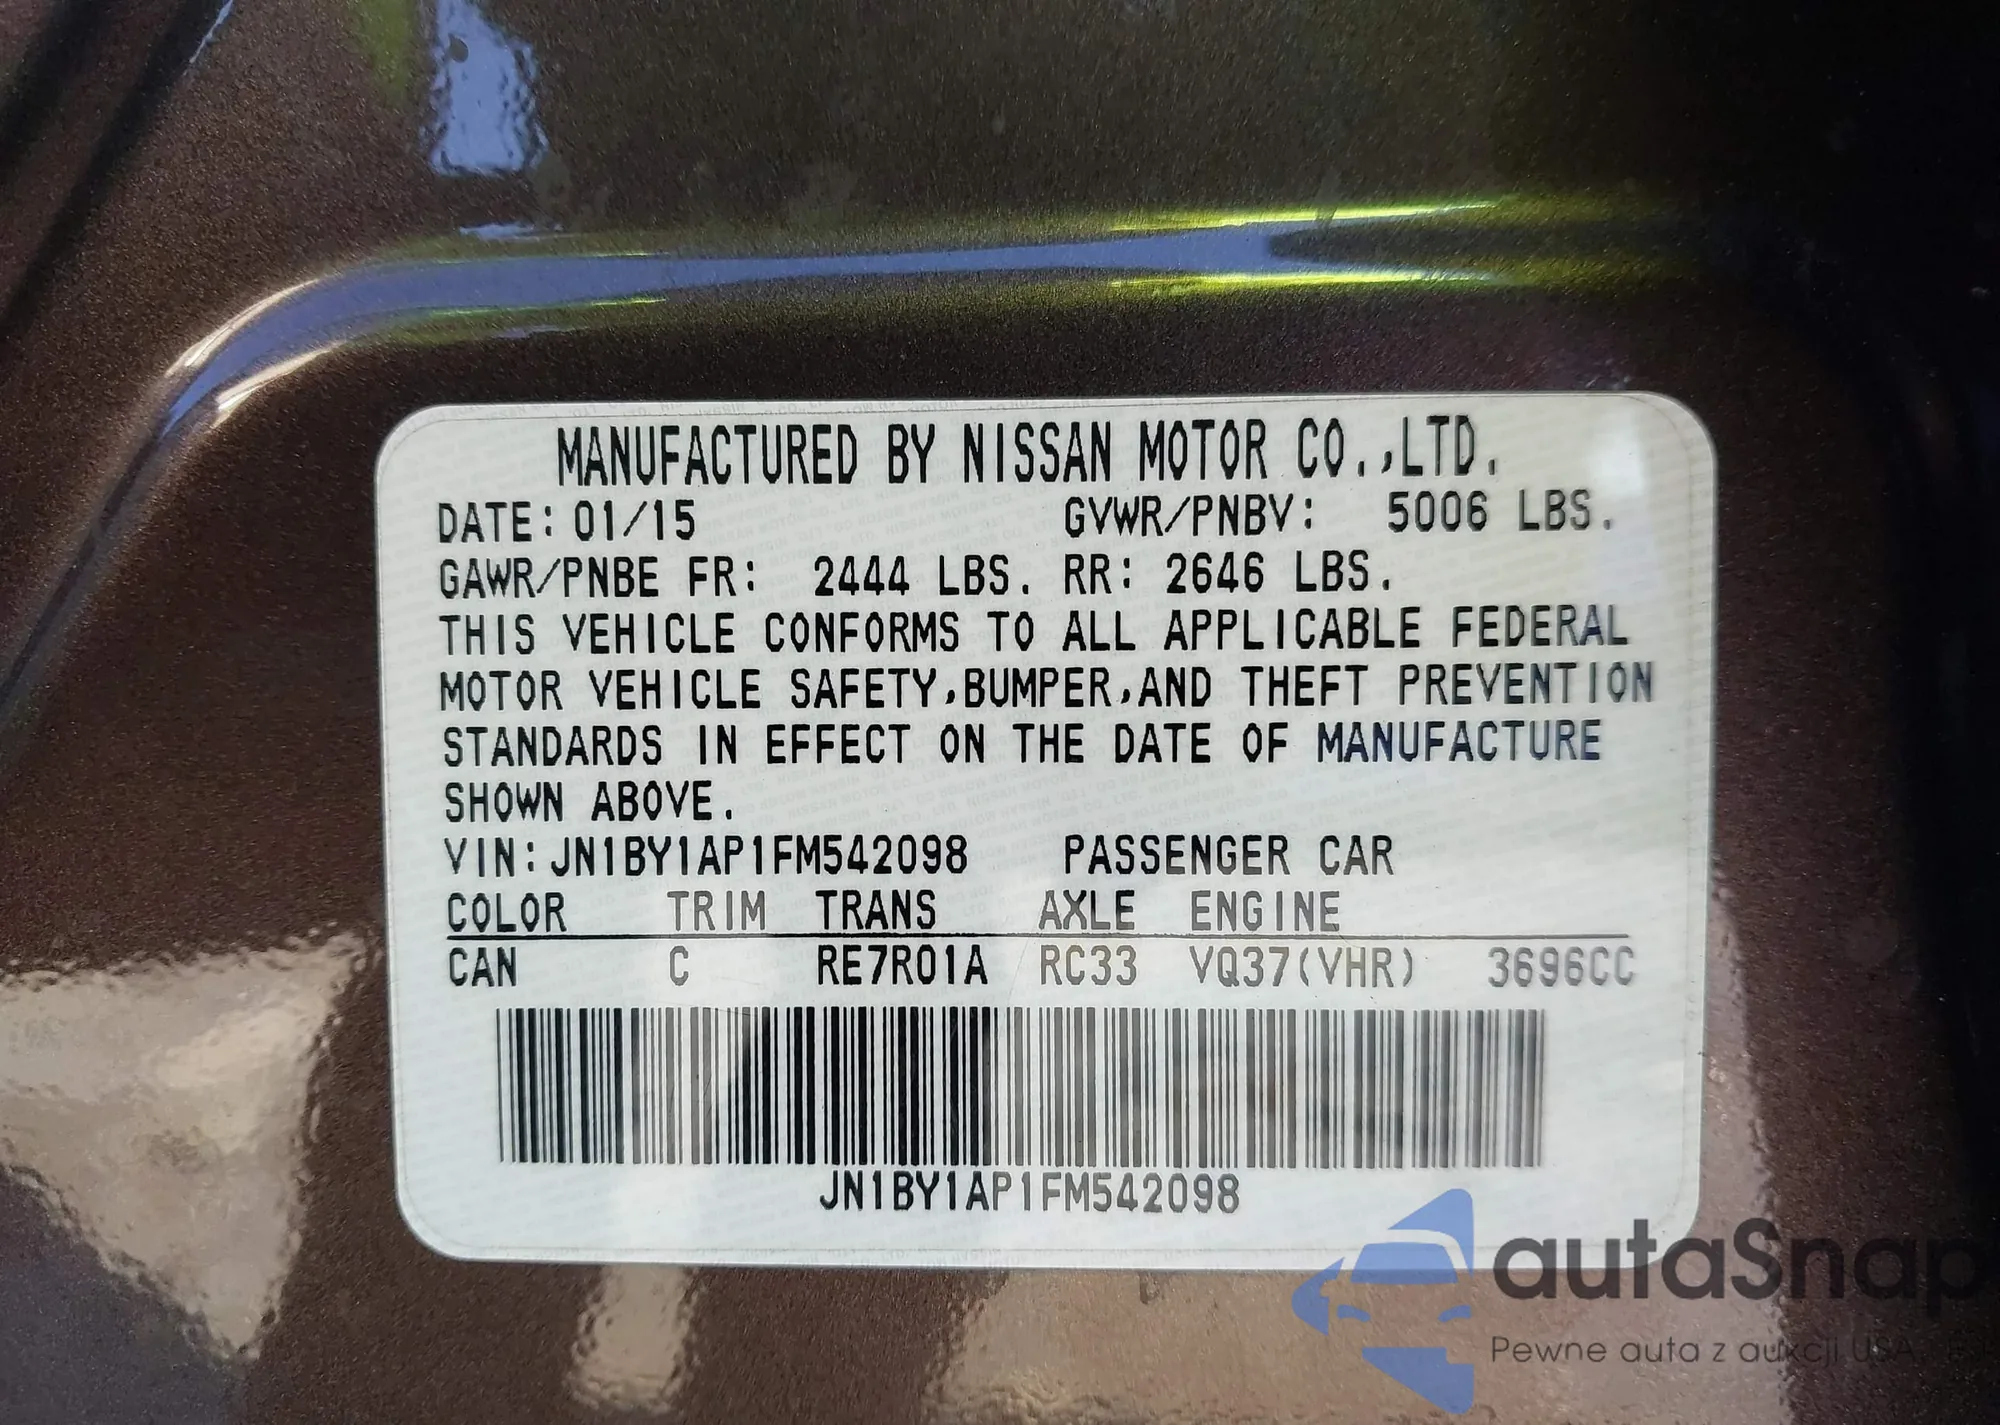 MANUFACTURED BY NISSAN MOTOR CO.,LTD.
DATE: 01/15 GVWR/PNBV: 5006 LBS.
GAWR/PNBE FR: 2444 LBS. RR: 2646 LBS.
THIS VEHICLE CONFORMS TO ALL APPLICABLE FEDERAL
MOTOR VEHICLE SAFETY,BUMPER,AND THEFT PREVENTION
STANDARDS IN EFFECT ON THE DATE OF MANUFACTURE
SHOWN ABOVE.
VIN:JN1BY1AP1FM542098 PASSENGER CAR
COLOR TRIM TRANS AXLE ENGINE
CAN C RE7R01A RC33 VQ37(VHR) 3696CC
JN1BY1AP1FM542098
autaSnap
Pewne auta z aukcji USA